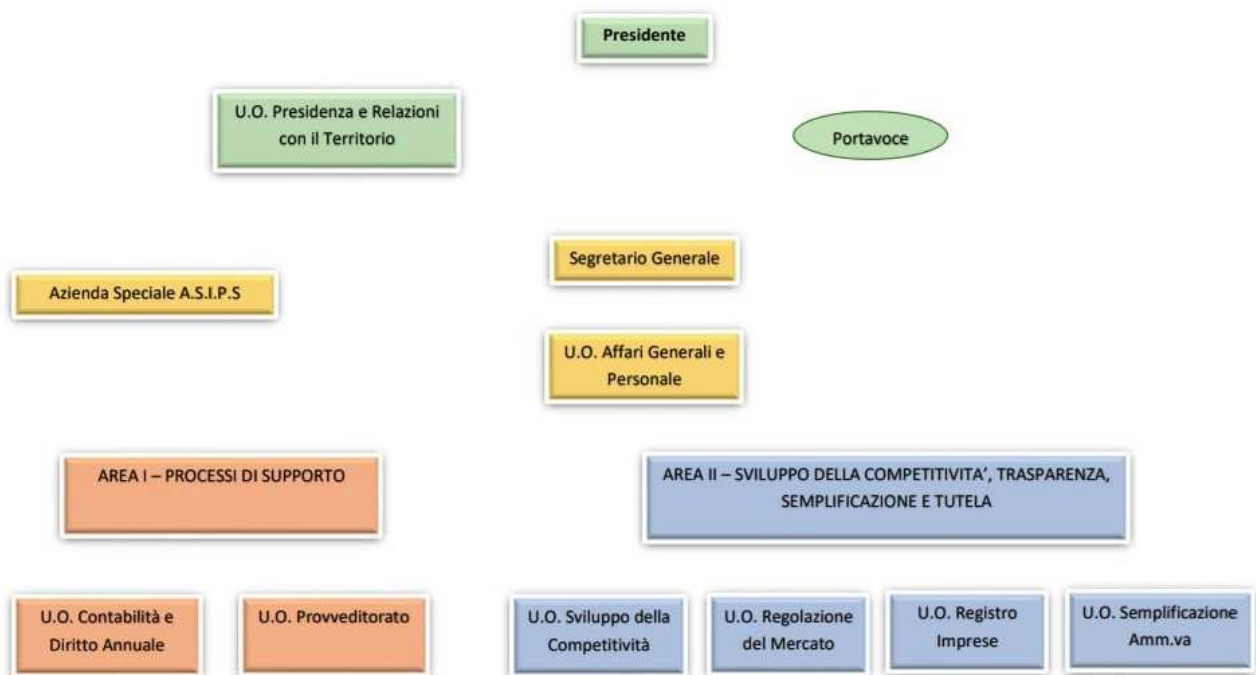 Presidente
U.O. Presidenza e Relazioni
con il Territorio
Portavoce
Segretario Generale
Azienda Speciale A.S.I.P.S
U.O. Affari Generali e
Personale
AREA I – PROCESSI DI SUPPORTO
AREA II – SVILUPPO DELLA COMPETITIVITA’, TRASPARENZA,
SEMPLIFICAZIONE E TUTELA
U.O. Contabilità e
Diritto Annuale
U.O. Provveditorato
U.O. Sviluppo della
Competitività
U.O. Regolazione
del Mercato
U.O. Registro
Imprese
U.O. Semplificazione
Amm.va